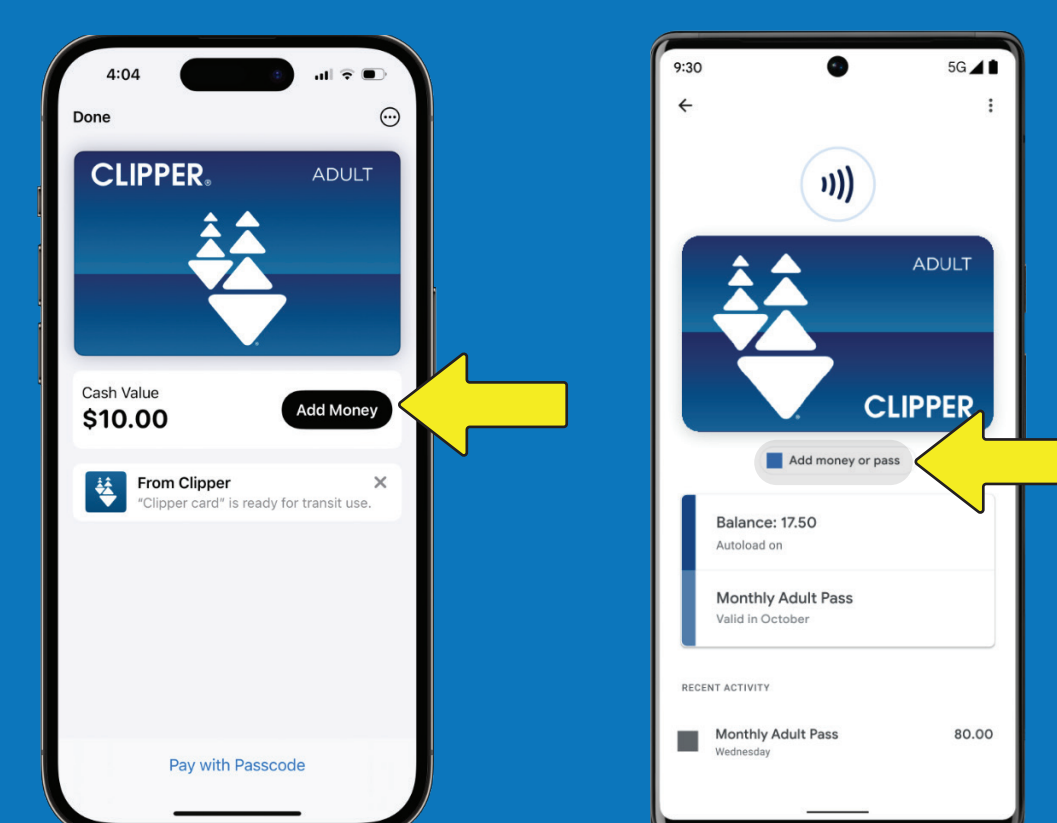 4:04
Done
CLIPPER®
ADULT
Cash Value
$10.00
Add Money
From Clipper
"Clipper card" is ready for transit use.
Pay with Passcode
9:30
5G
ADULT
CLIPPER
Add money or pass
Balance: 17.50
Autoload on
Monthly Adult Pass
Valid in October
RECENT ACTIVITY
Monthly Adult Pass 80.00
Wednesday